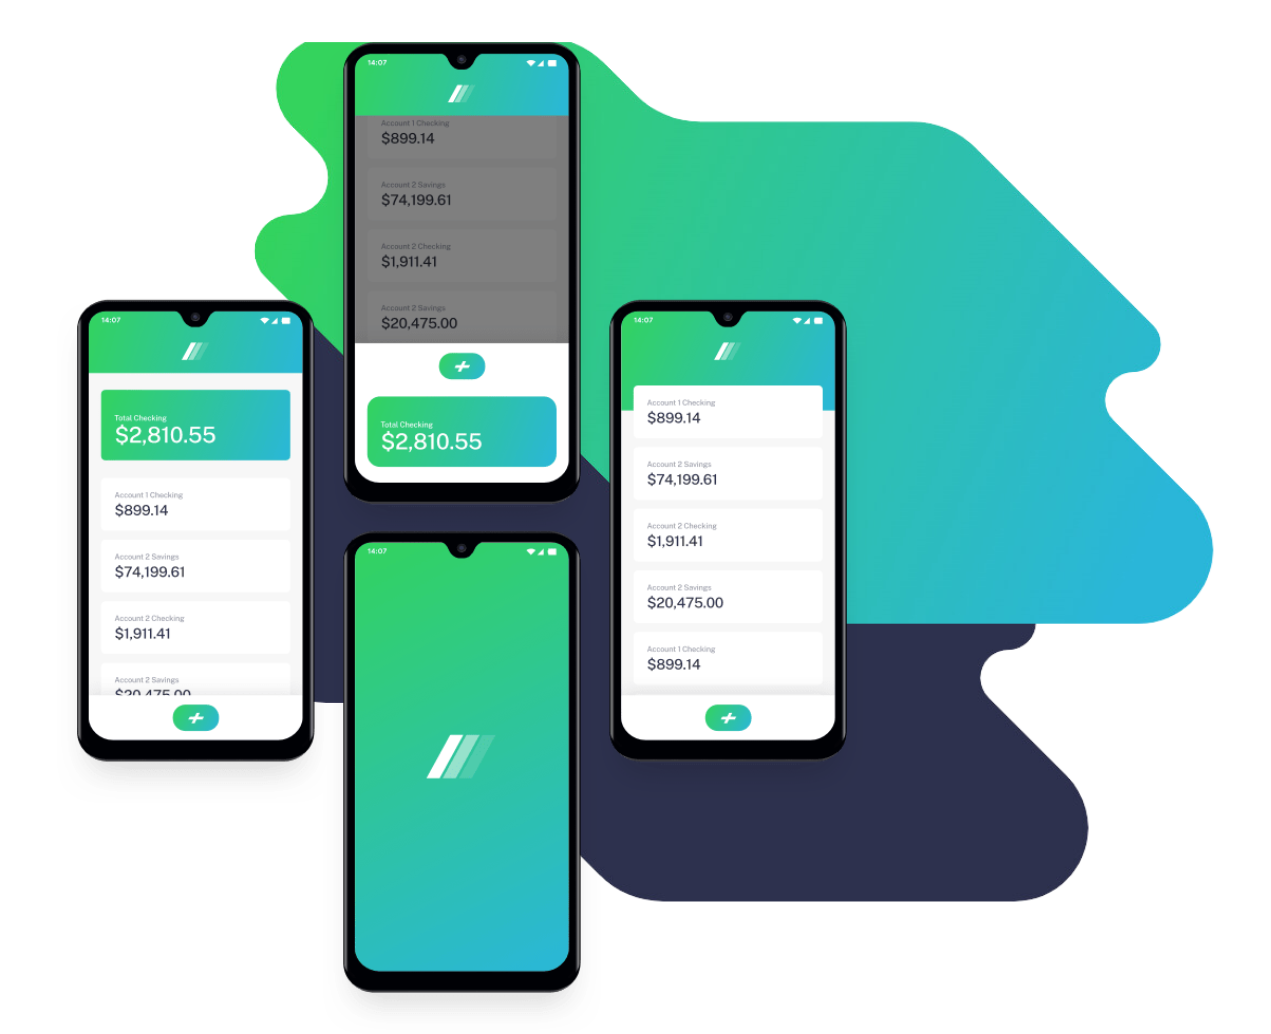 14:07
Account 1 Checking
$899.14
Account 2 Savings
$74,199.61
Account 2 Checking
$1,911.41
Account 2 Savings
$20,475.00
Total Checking
$2,810.55
14:07
Total Checking
$2,810.55
Account 1 Checking
$899.14
Account 2 Savings
$74,199.61
Account 2 Checking
$1,911.41
Account 2 Savings
$20,475.00
14:07
Account 1 Checking
$899.14
Account 2 Savings
$74,199.61
Account 2 Checking
$1,911.41
Account 2 Savings
$20,475.00
Account 1 Checking
$899.14
14:07